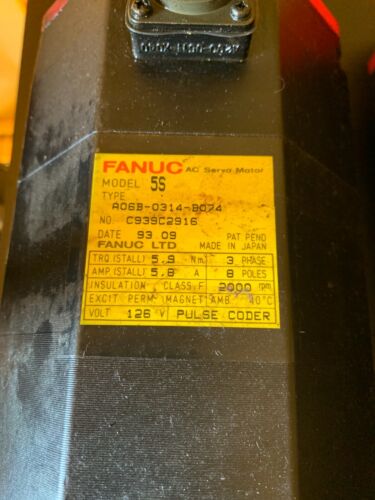 FANUC AC Servo Motor
MODEL 5S
TYPE
A06B-0314-B074
NO C939C2916
DATE 93.09 PAT PEND
FANUC LTD MADE IN JAPAN
TRQ(STALL) 5.9 Nm 3 PHASE
AMP(STALL) 5.8 A 8 POLES
INSULATION CLASS F 2000 rpm
EXCIT PERM MAGNET AMB 40°C
VOLT 126 V PULSE CODER